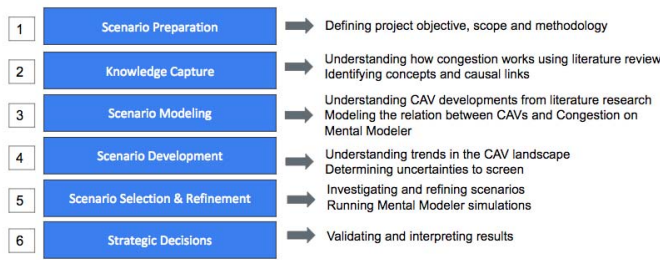 1 Scenario Preparation Defining project objective, scope and methodology
2 Knowledge Capture Understanding how congestion works using literature review
Identifying concepts and causal links
3 Scenario Modeling Understanding CAV developments from literature research
Modeling the relation between CAVs and Congestion on
Mental Modeler
4 Scenario Development Understanding trends in the CAV landscape
Determining uncertainties to screen
5 Scenario Selection & Refinement Investigating and refining scenarios
Running Mental Modeler simulations
6 Strategic Decisions Validating and interpreting results